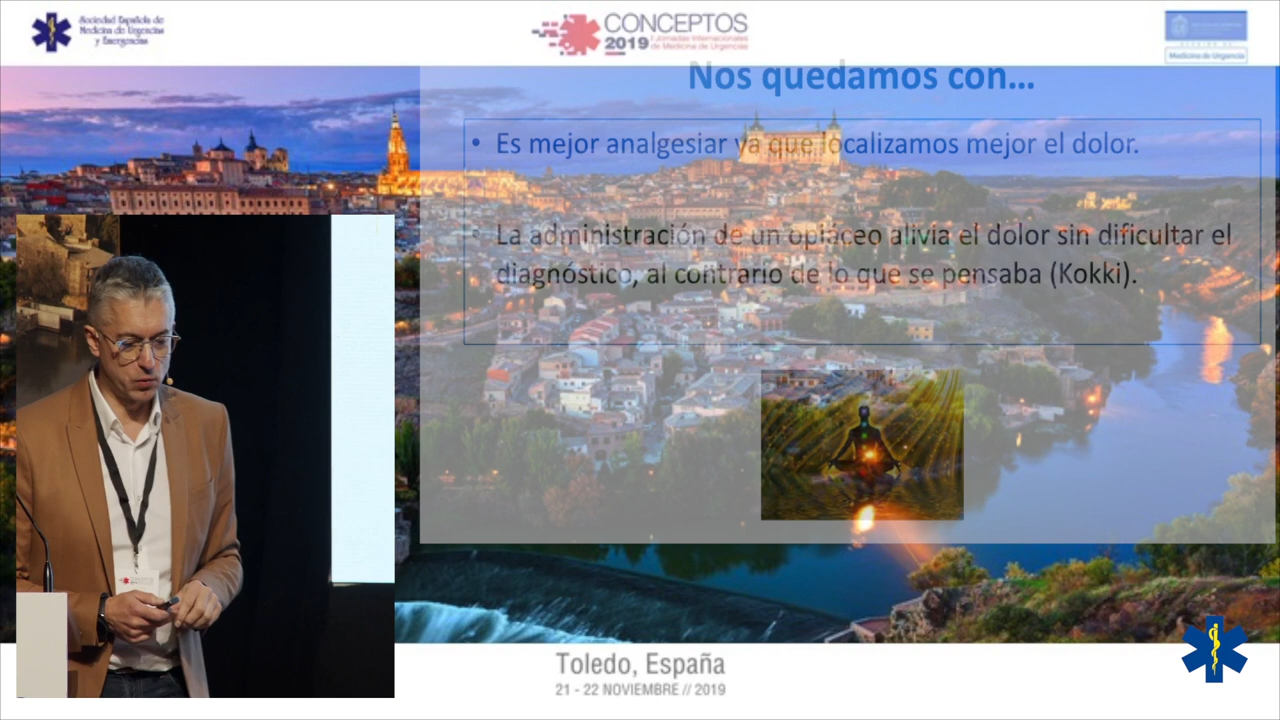 Sociedad Española de
Medicina de Urgencias
y Emergencias
CONCEPTOS
2019 I Jornadas Internacionales
de Medicina de Urgencias
Medicina de Urgencia
Nos quedamos con...
• Es mejor analgesiar ya que localizamos mejor el dolor.
• La administración de un opiáceo alivia el dolor sin dificultar el
diagnóstico, al contrario de lo que se pensaba (Kokki).
Toledo, España
21 - 22 NOVIEMBRE // 2019